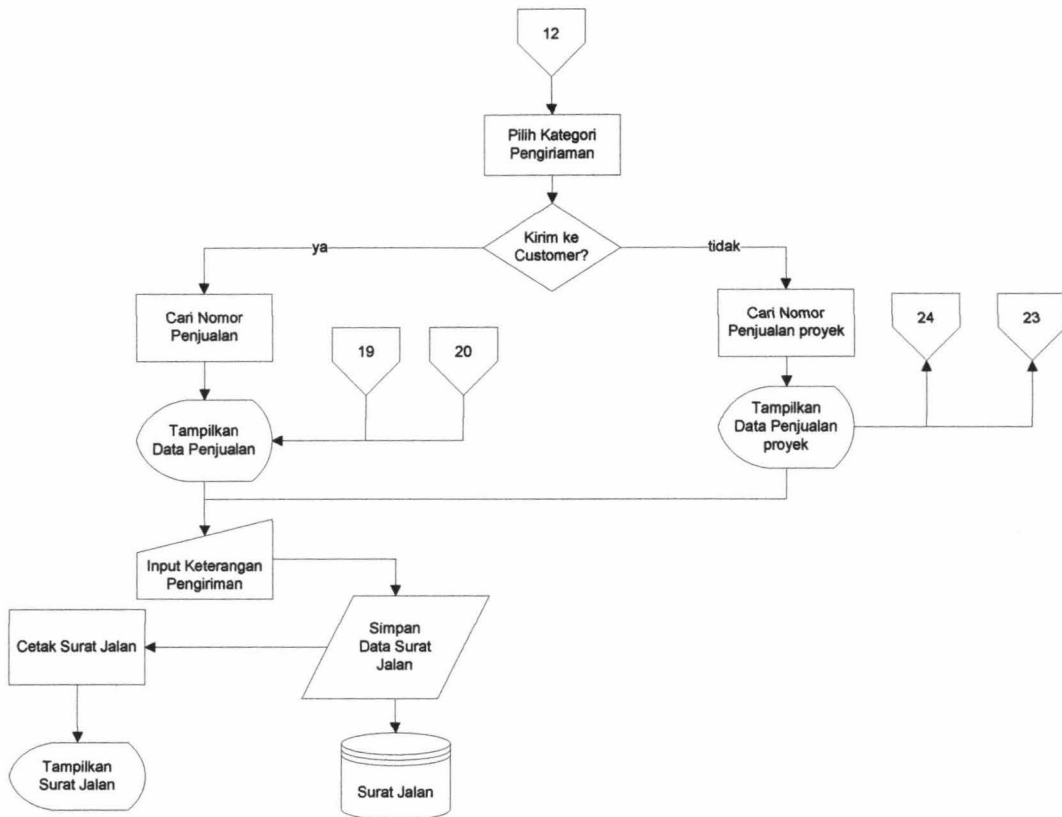 12
Pilih Kategori
Pengiriaman
Kirim ke
Customer?
ya
tidak
Cari Nomor
Penjualan
19
20
Cari Nomor
Penjualan proyek
24
23
Tampilkan
Data Penjualan
Tampilkan
Data Penjualan
proyek
Input Keterangan
Pengiriman
Cetak Surat Jalan
Simpan
Data Surat
Jalan
Tampilkan
Surat Jalan
Surat Jalan